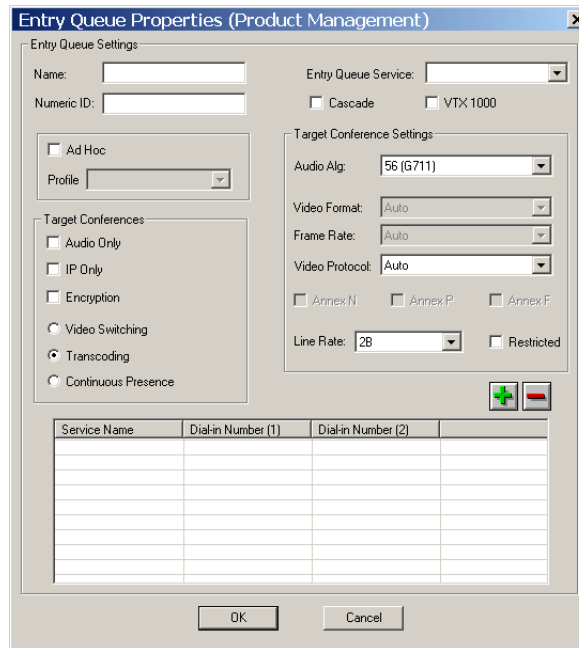 Entry Queue Properties (Product Management)
Entry Queue Settings
Name:
Entry Queue Service:
Numeric ID:
Cascade
VTX 1000
Ad Hoc
Profile
Target Conference Settings
Audio Alg: 56 (G711)
Video Format: Auto
Frame Rate: Auto
Video Protocol: Auto
Annex N
Annex P
Annex F
Line Rate: 2B
Restricted
Target Conferences
Audio Only
IP Only
Encryption
Video Switching
Transcoding
Continuous Presence
Service Name
Dial-in Number (1)
Dial-in Number (2)
OK
Cancel